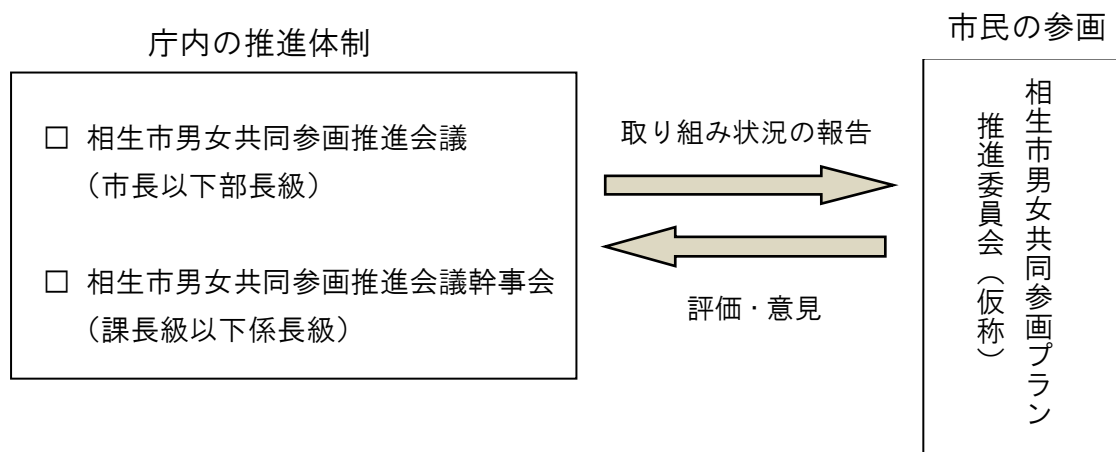 庁内の推進体制
□ 相生市男女共同参画推進会議
（市長以下部長級）
□ 相生市男女共同参画推進会議幹事会
（課長級以下係長級）
取り組み状況の報告
評価・意見
市民の参画
相生市男女共同参画プラン
推進委員会（仮称）